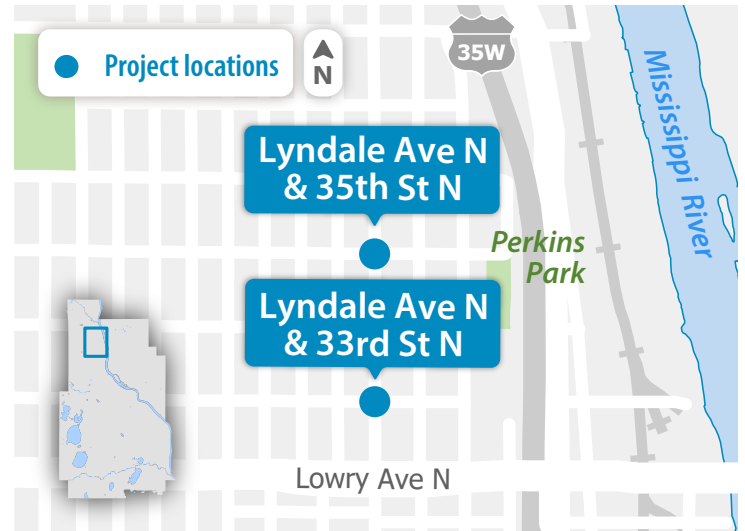 Project locations
N
35W
Mississippi River
Lyndale Ave N
& 35th St N
Perkins
Park
Lyndale Ave N
& 33rd St N
Lowry Ave N